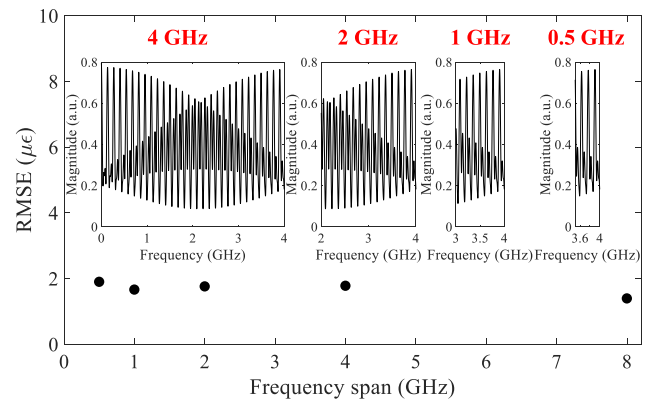 4 GHz 2 GHz 1 GHz 0.5 GHz
RMSE (με)
10
8
6
4
2
0
0 1 2 3 4 5 6 7 8
Frequency span (GHz)
Magnitude (a.u.)
0.8
0.6
0.4
0.2
0
0 1 2 3 4
Frequency (GHz)
Magnitude (a.u.)
0.8
0.6
0.4
0.2
0
2 3 4
Frequency (GHz)
Magnitude (a.u.)
0.8
0.6
0.4
0.2
0
3 3.5 4
Frequency (GHz)
Magnitude (a.u.)
0.8
0.6
0.4
0.2
0
3.6 4
Frequency (GHz)